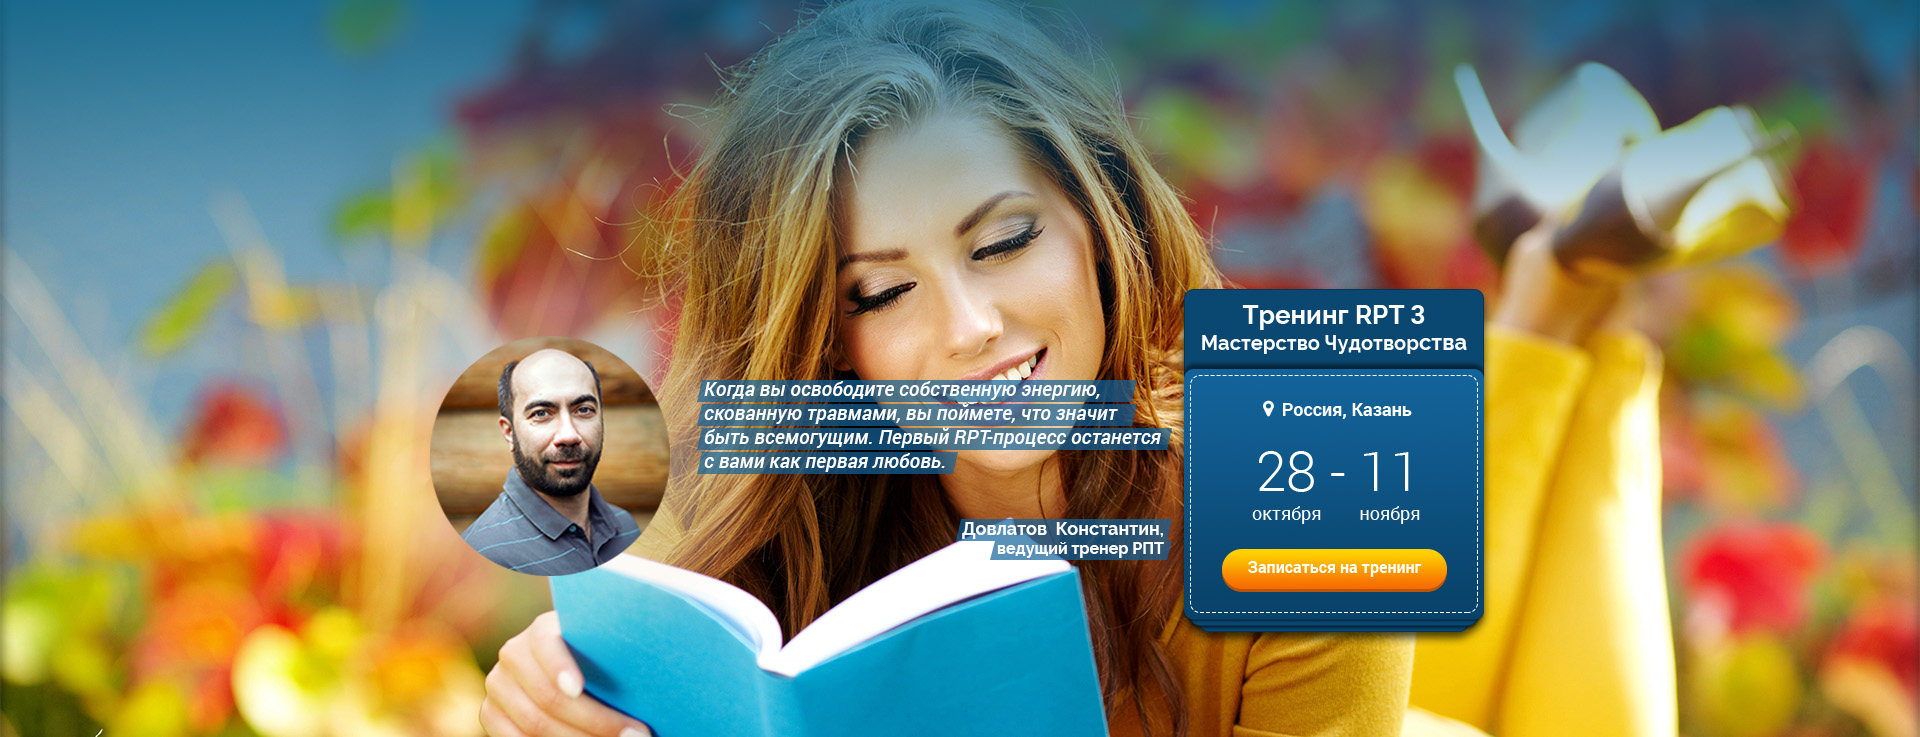 Когда вы освободите собственную энергию,
скованную травмами, вы поймете, что значит
быть всемогущим. Первый RPT-процесс останется
с вами как первая любовь.
Довлатов Константин,
ведущий тренер РПТ
Тренинг RPT 3
Мастерство Чудотворства
Россия, Казань
28 - 11
октября ноября
Записаться на тренинг